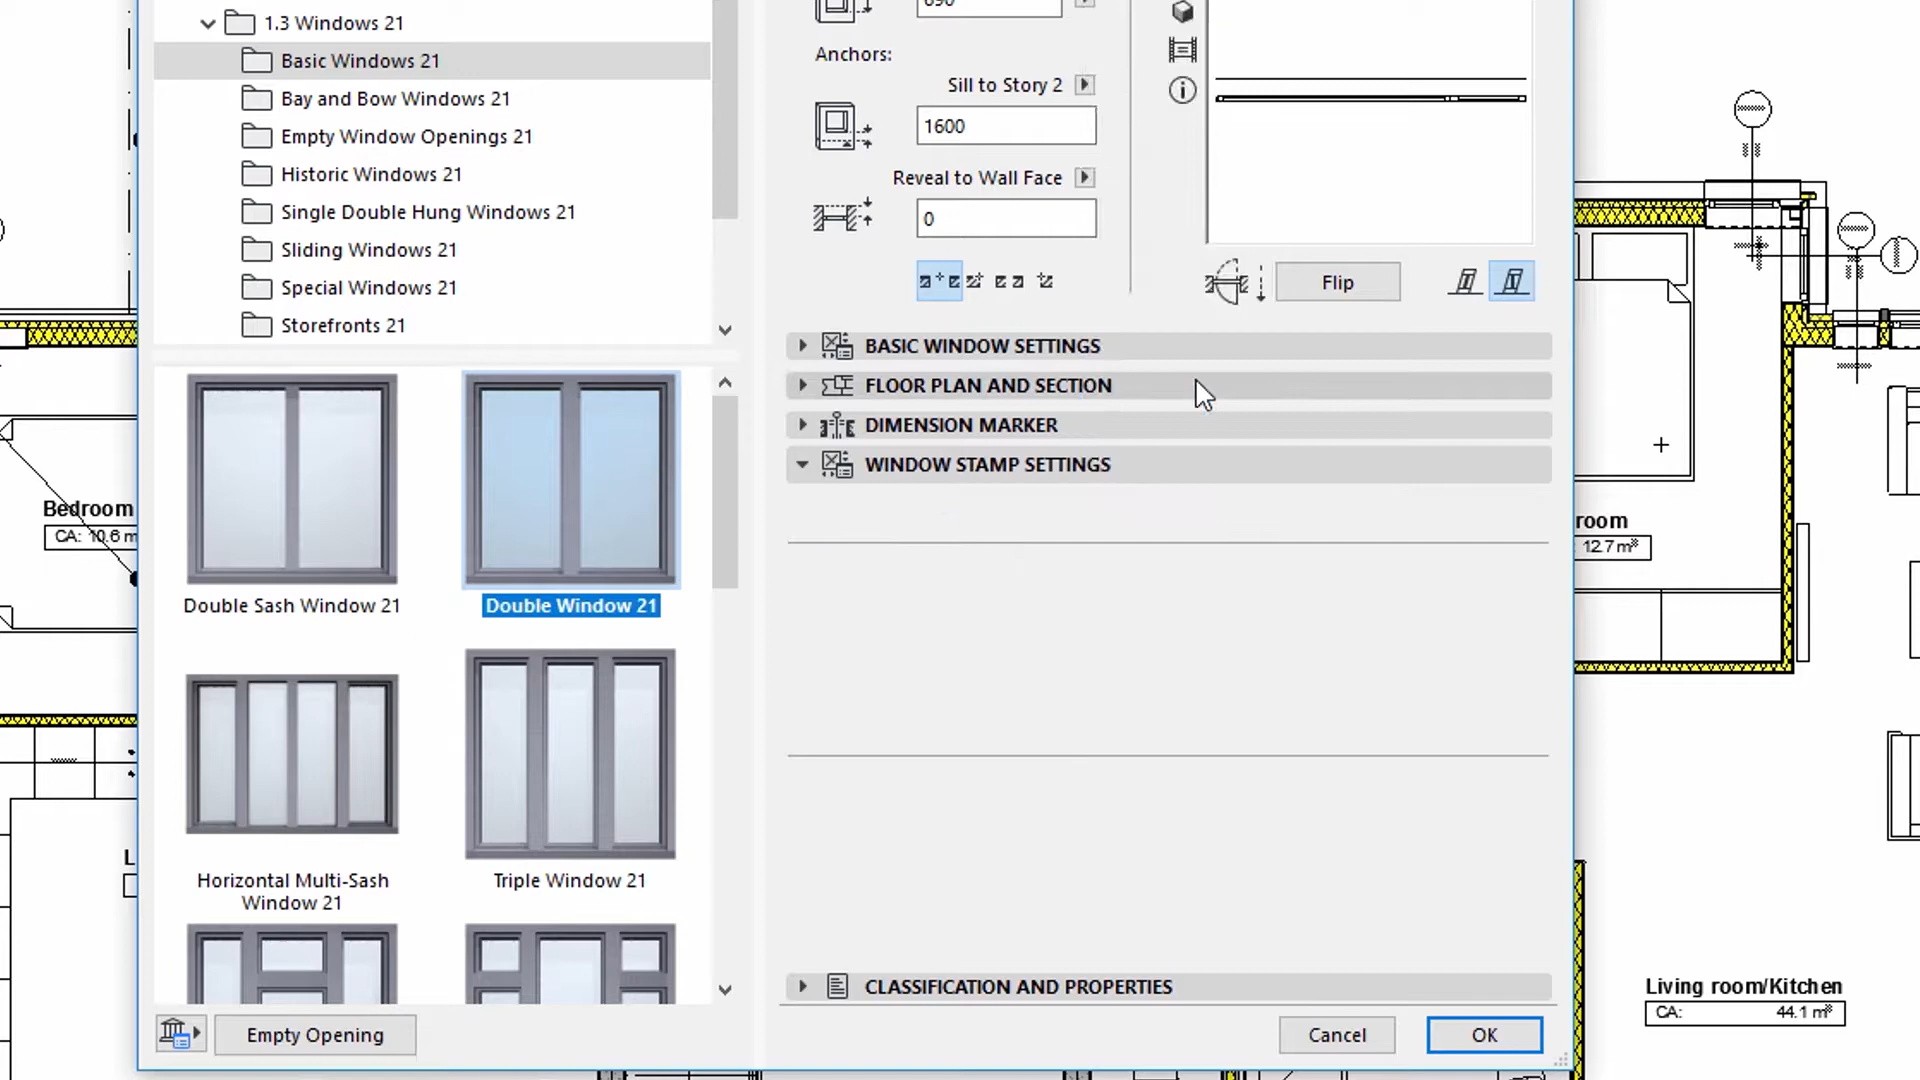 1.3 Windows 21
Basic Windows 21
Bay and Bow Windows 21
Empty Window Openings 21
Historic Windows 21
Single Double Hung Windows 21
Sliding Windows 21
Special Windows 21
Storefronts 21
Double Sash Window 21
Double Window 21
Horizontal Multi-Sash
Window 21
Triple Window 21
Empty Opening
Anchors:
Sill to Story 2
1600
Reveal to Wall Face
0
Flip
BASIC WINDOW SETTINGS
FLOOR PLAN AND SECTION
DIMENSION MARKER
WINDOW STAMP SETTINGS
CLASSIFICATION AND PROPERTIES
Cancel
OK
Bedroom
CA: 10.6 m
room
12.7 m²
Living room/Kitchen
CA: 44.1 m²